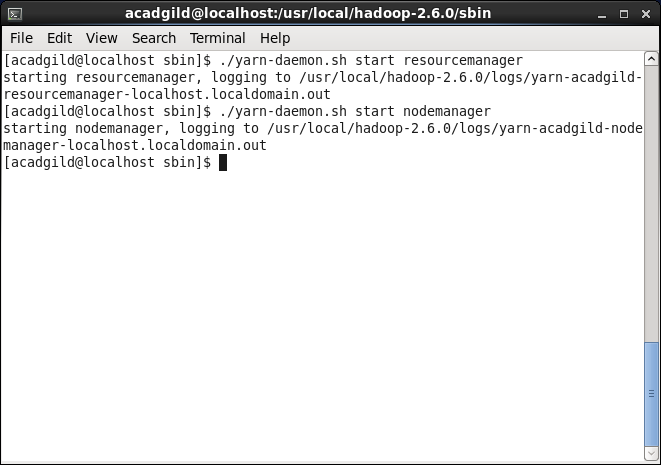 acadgild@localhost:/usr/local/hadoop-2.6.0/sbin
File Edit View Search Terminal Help
[acadgild@localhost sbin]$ ./yarn-daemon.sh start resourcemanager
starting resourcemanager, logging to /usr/local/hadoop-2.6.0/logs/yarn-acadgild-
resourcemanager-localhost.localdomain.out
[acadgild@localhost sbin]$ ./yarn-daemon.sh start nodemanager
starting nodemanager, logging to /usr/local/hadoop-2.6.0/logs/yarn-acadgild-node
manager-localhost.localdomain.out
[acadgild@localhost sbin]$